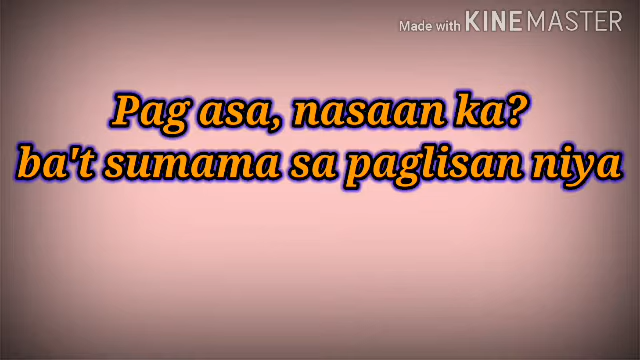 Made with KINEMASTER
Pag asa, nasaan ka?
ba't sumama sa paglisan niya